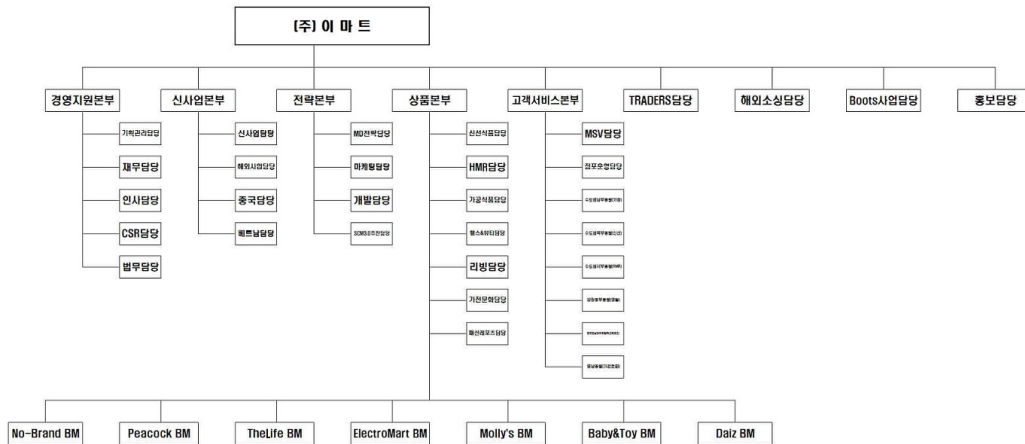 (주) 이 마 트
경영지원본부
신사업본부
전략본부
상품본부
고객서비스본부
TRADERS담당
해외소싱담당
Boots사업담당
홍보담당
기획관리담당
재무담당
인사담당
CSR담당
법무담당
신사업담당
해외사업담당
중국담당
베트남담당
MD전략담당
마케팅담당
개발담당
SCM3.0추진담당
신선식품담당
HMR담당
가공식품담당
헬스&뷰티담당
리빙담당
가전문화담당
패션레포츠담당
MSV담당
점포운영담당
No-Brand BM
Peacock BM
TheLife BM
ElectroMart BM
Molly's BM
Baby&Toy BM
Daiz BM